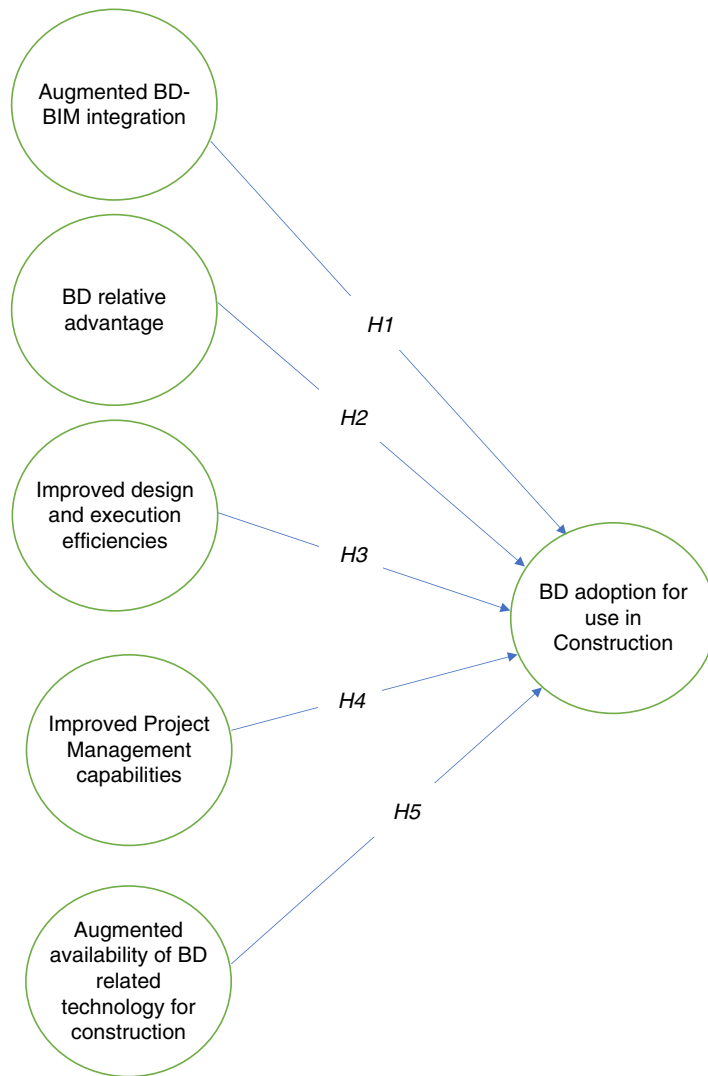 Augmented BD-
BIM integration
BD relative
advantage
Improved design
and execution
efficiencies
Improved Project
Management
capabilities
Augmented
availability of BD
related
technology for
construction
H1
H2
H3
H4
H5
BD adoption for
use in
Construction